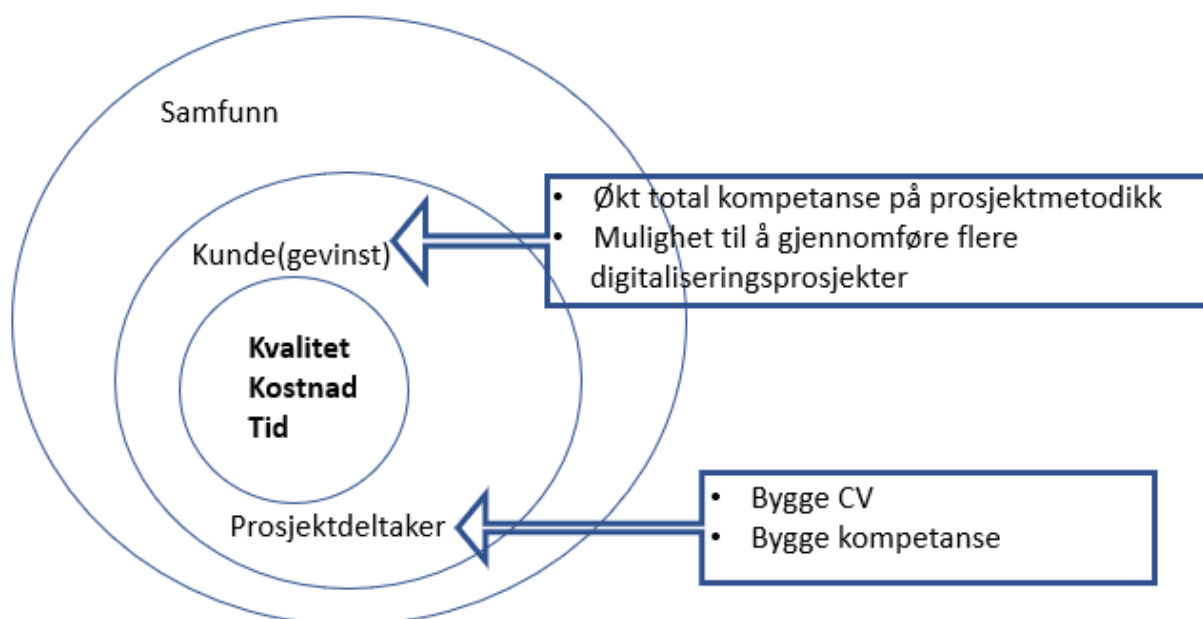 Samfunn
• Økt total kompetanse på prosjektmetodikk
• Mulighet til å gjennomføre flere
digitaliseringsprosjekter
Kunde(gevinst)
Kvalitet
Kostnad
Tid
Prosjektdeltaker
• Bygge CV
• Bygge kompetanse